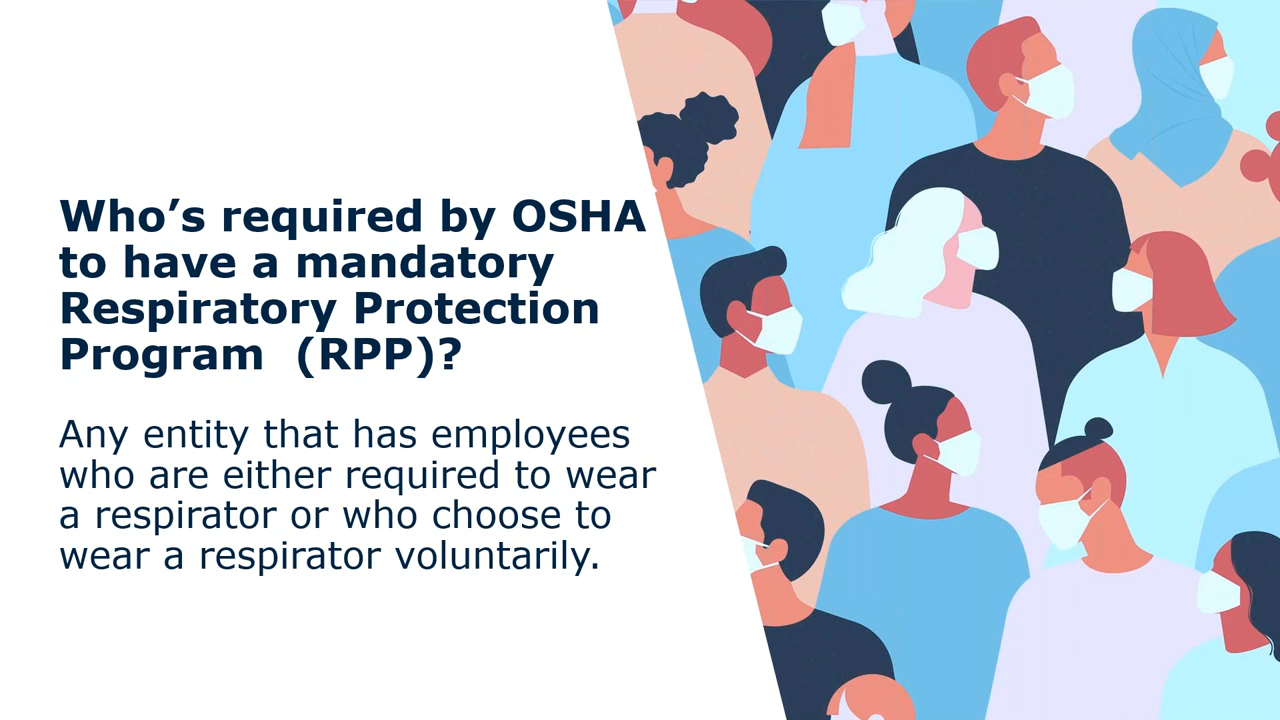 Who’s required by OSHA
to have a mandatory
Respiratory Protection
Program  (RPP)?
Any entity that has employees
who are either required to wear
a respirator or who choose to
wear a respirator voluntarily.